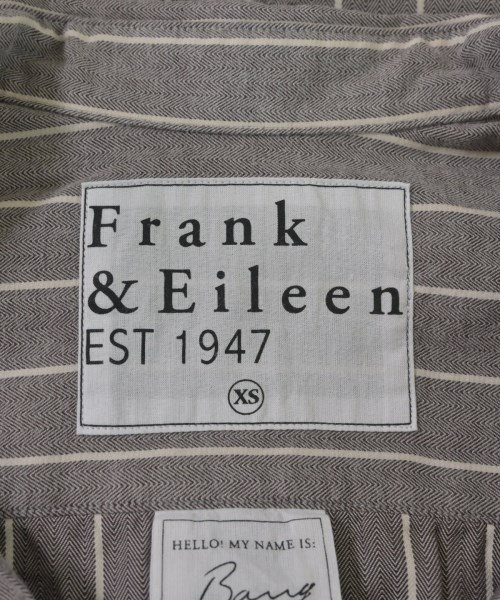 Frank
& Eileen
EST 1947
XS
HELLO! MY NAME IS: